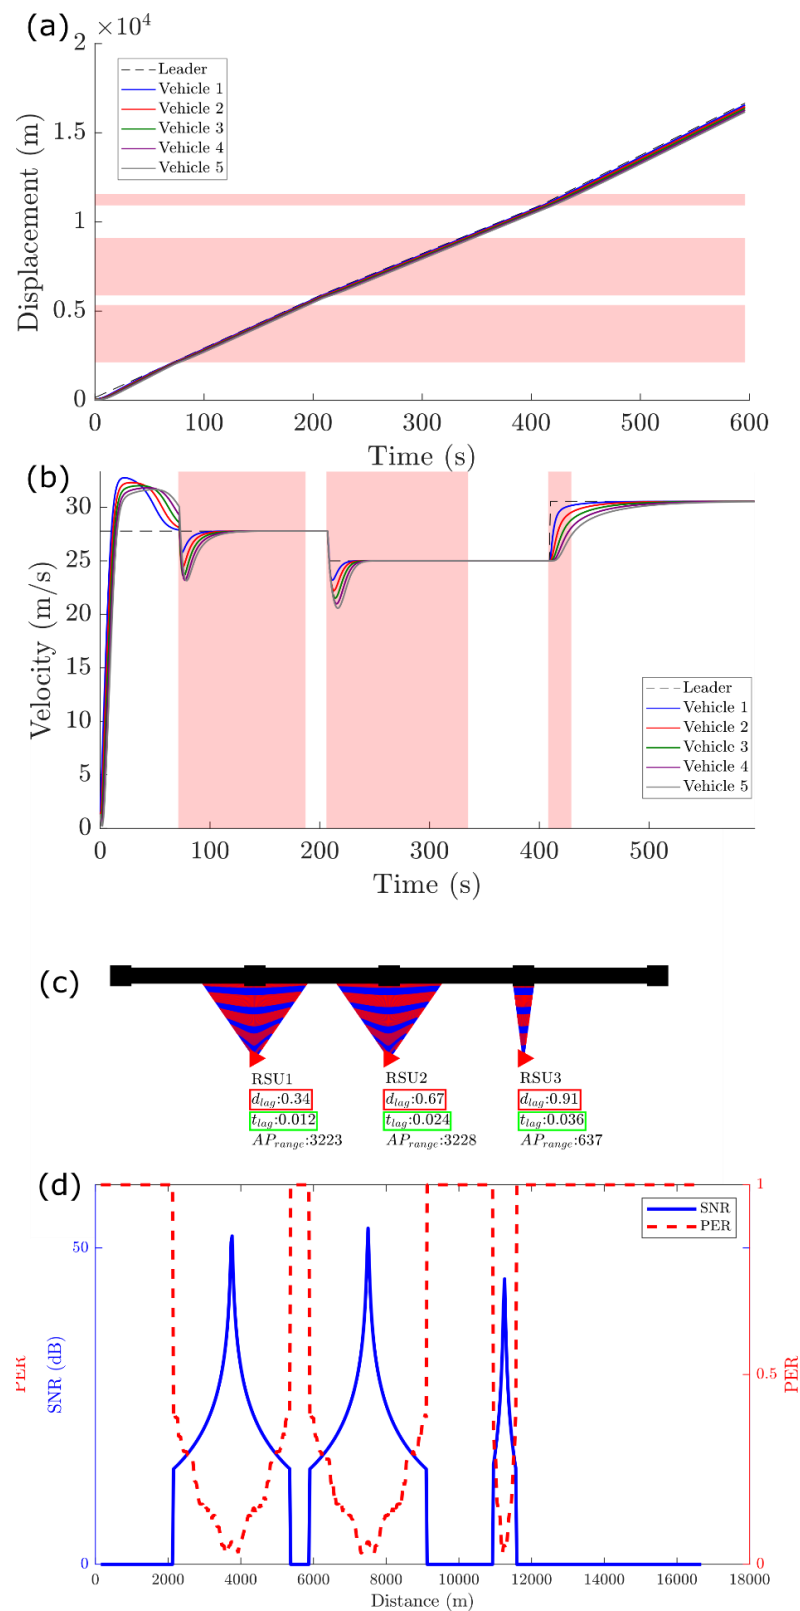 (a)
×10⁴
2
1.5
1
0.5
0
Displacement (m)
Leader
Vehicle 1
Vehicle 2
Vehicle 3
Vehicle 4
Vehicle 5
0 100 200 300 400 500 600
Time (s)
(b)
30
25
20
15
10
5
0
Velocity (m/s)
Leader
Vehicle 1
Vehicle 2
Vehicle 3
Vehicle 4
Vehicle 5
0 100 200 300 400 500
Time (s)
(c)
RSU1
d_lag:0.34
t_lag:0.012
AP_range:3223
RSU2
d_lag:0.67
t_lag:0.024
AP_range:3228
RSU3
d_lag:0.91
t_lag:0.036
AP_range:637
(d)
PER
SNR (dB)
50
0
SNR
PER
1
0.5
0
PER
0 2000 4000 6000 8000 10000 12000 14000 16000 18000
Distance (m)